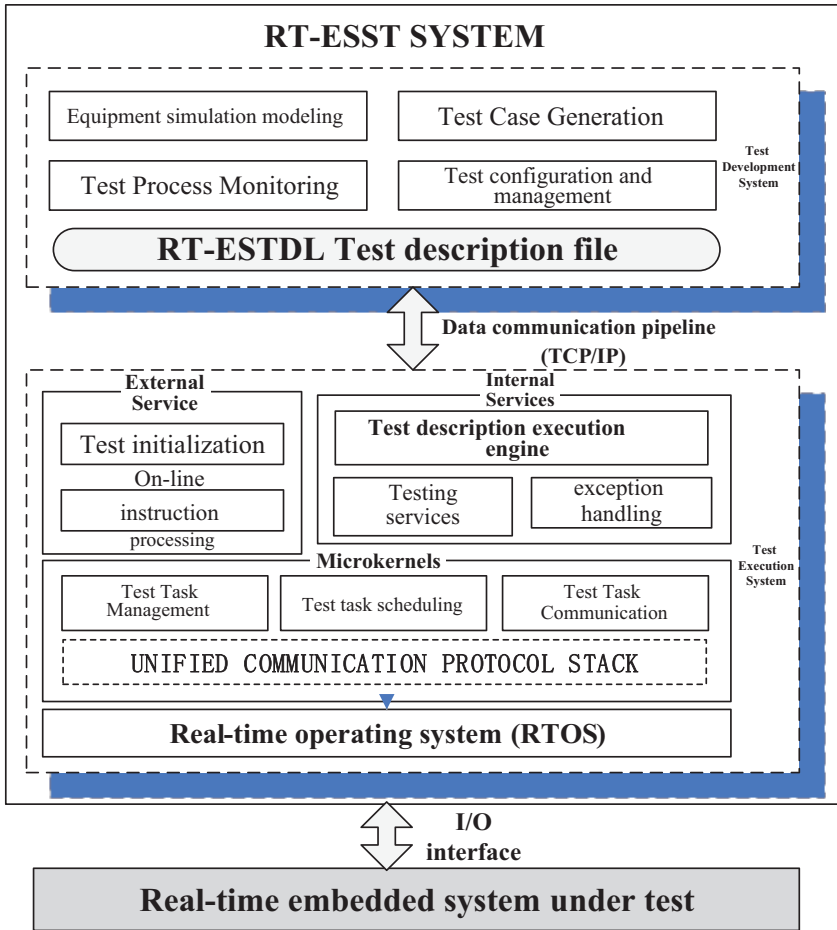 RT-ESST SYSTEM
Equipment simulation modeling
Test Case Generation
Test Process Monitoring
Test configuration and
management
Test
Development
System
RT-ESTDL Test description file
Data communication pipeline
(TCP/IP)
External
Service
Test initialization
On-line
instruction
processing
Internal
Services
Test description execution
engine
Testing
services
exception
handling
Microkernels
Test Task
Management
Test task scheduling
Test Task
Communication
UNIFIED COMMUNICATION PROTOCOL STACK
Test
Execution
System
Real-time operating system (RTOS)
I/O
interface
Real-time embedded system under test